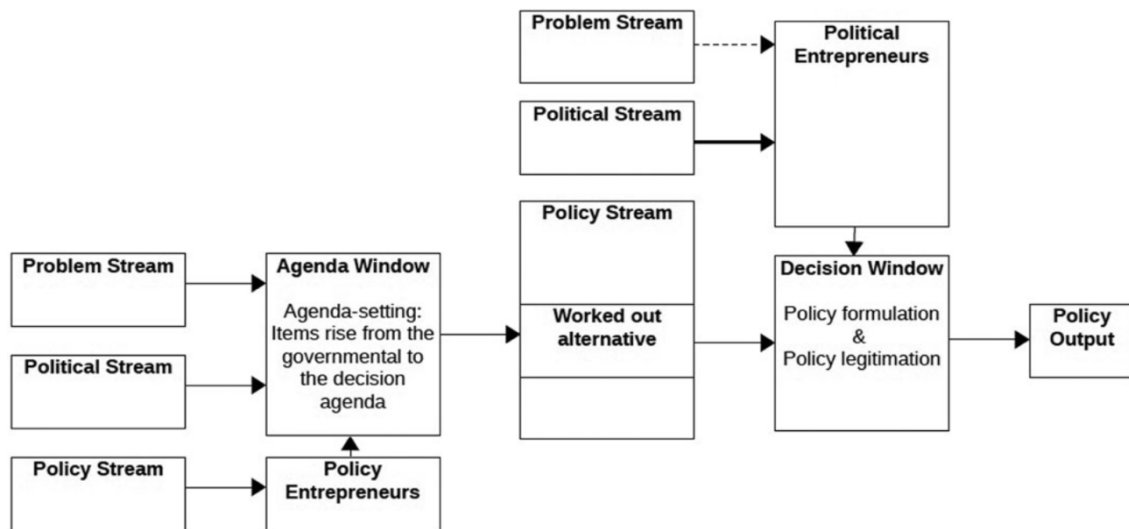 Problem Stream
Political
Entrepreneurs
Political Stream
Policy Stream
Problem Stream
Agenda Window
Agenda-setting:
Items rise from the
governmental to
the decision
agenda
Worked out
alternative
Decision Window
Policy formulation
&
Policy legitimation
Policy
Output
Political Stream
Policy Stream
Policy
Entrepreneurs